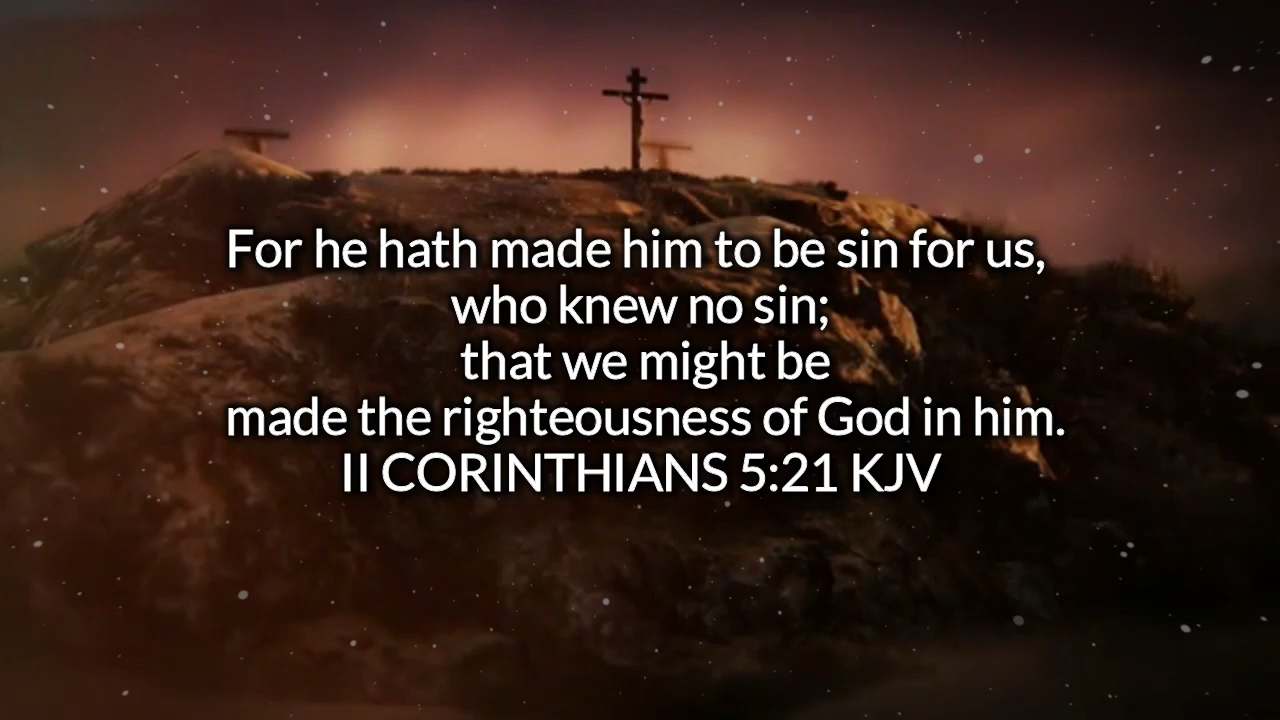 For he hath made him to be sin for us,
who knew no sin;
that we might be
made the righteousness of God in him.
II CORINTHIANS 5:21 KJV